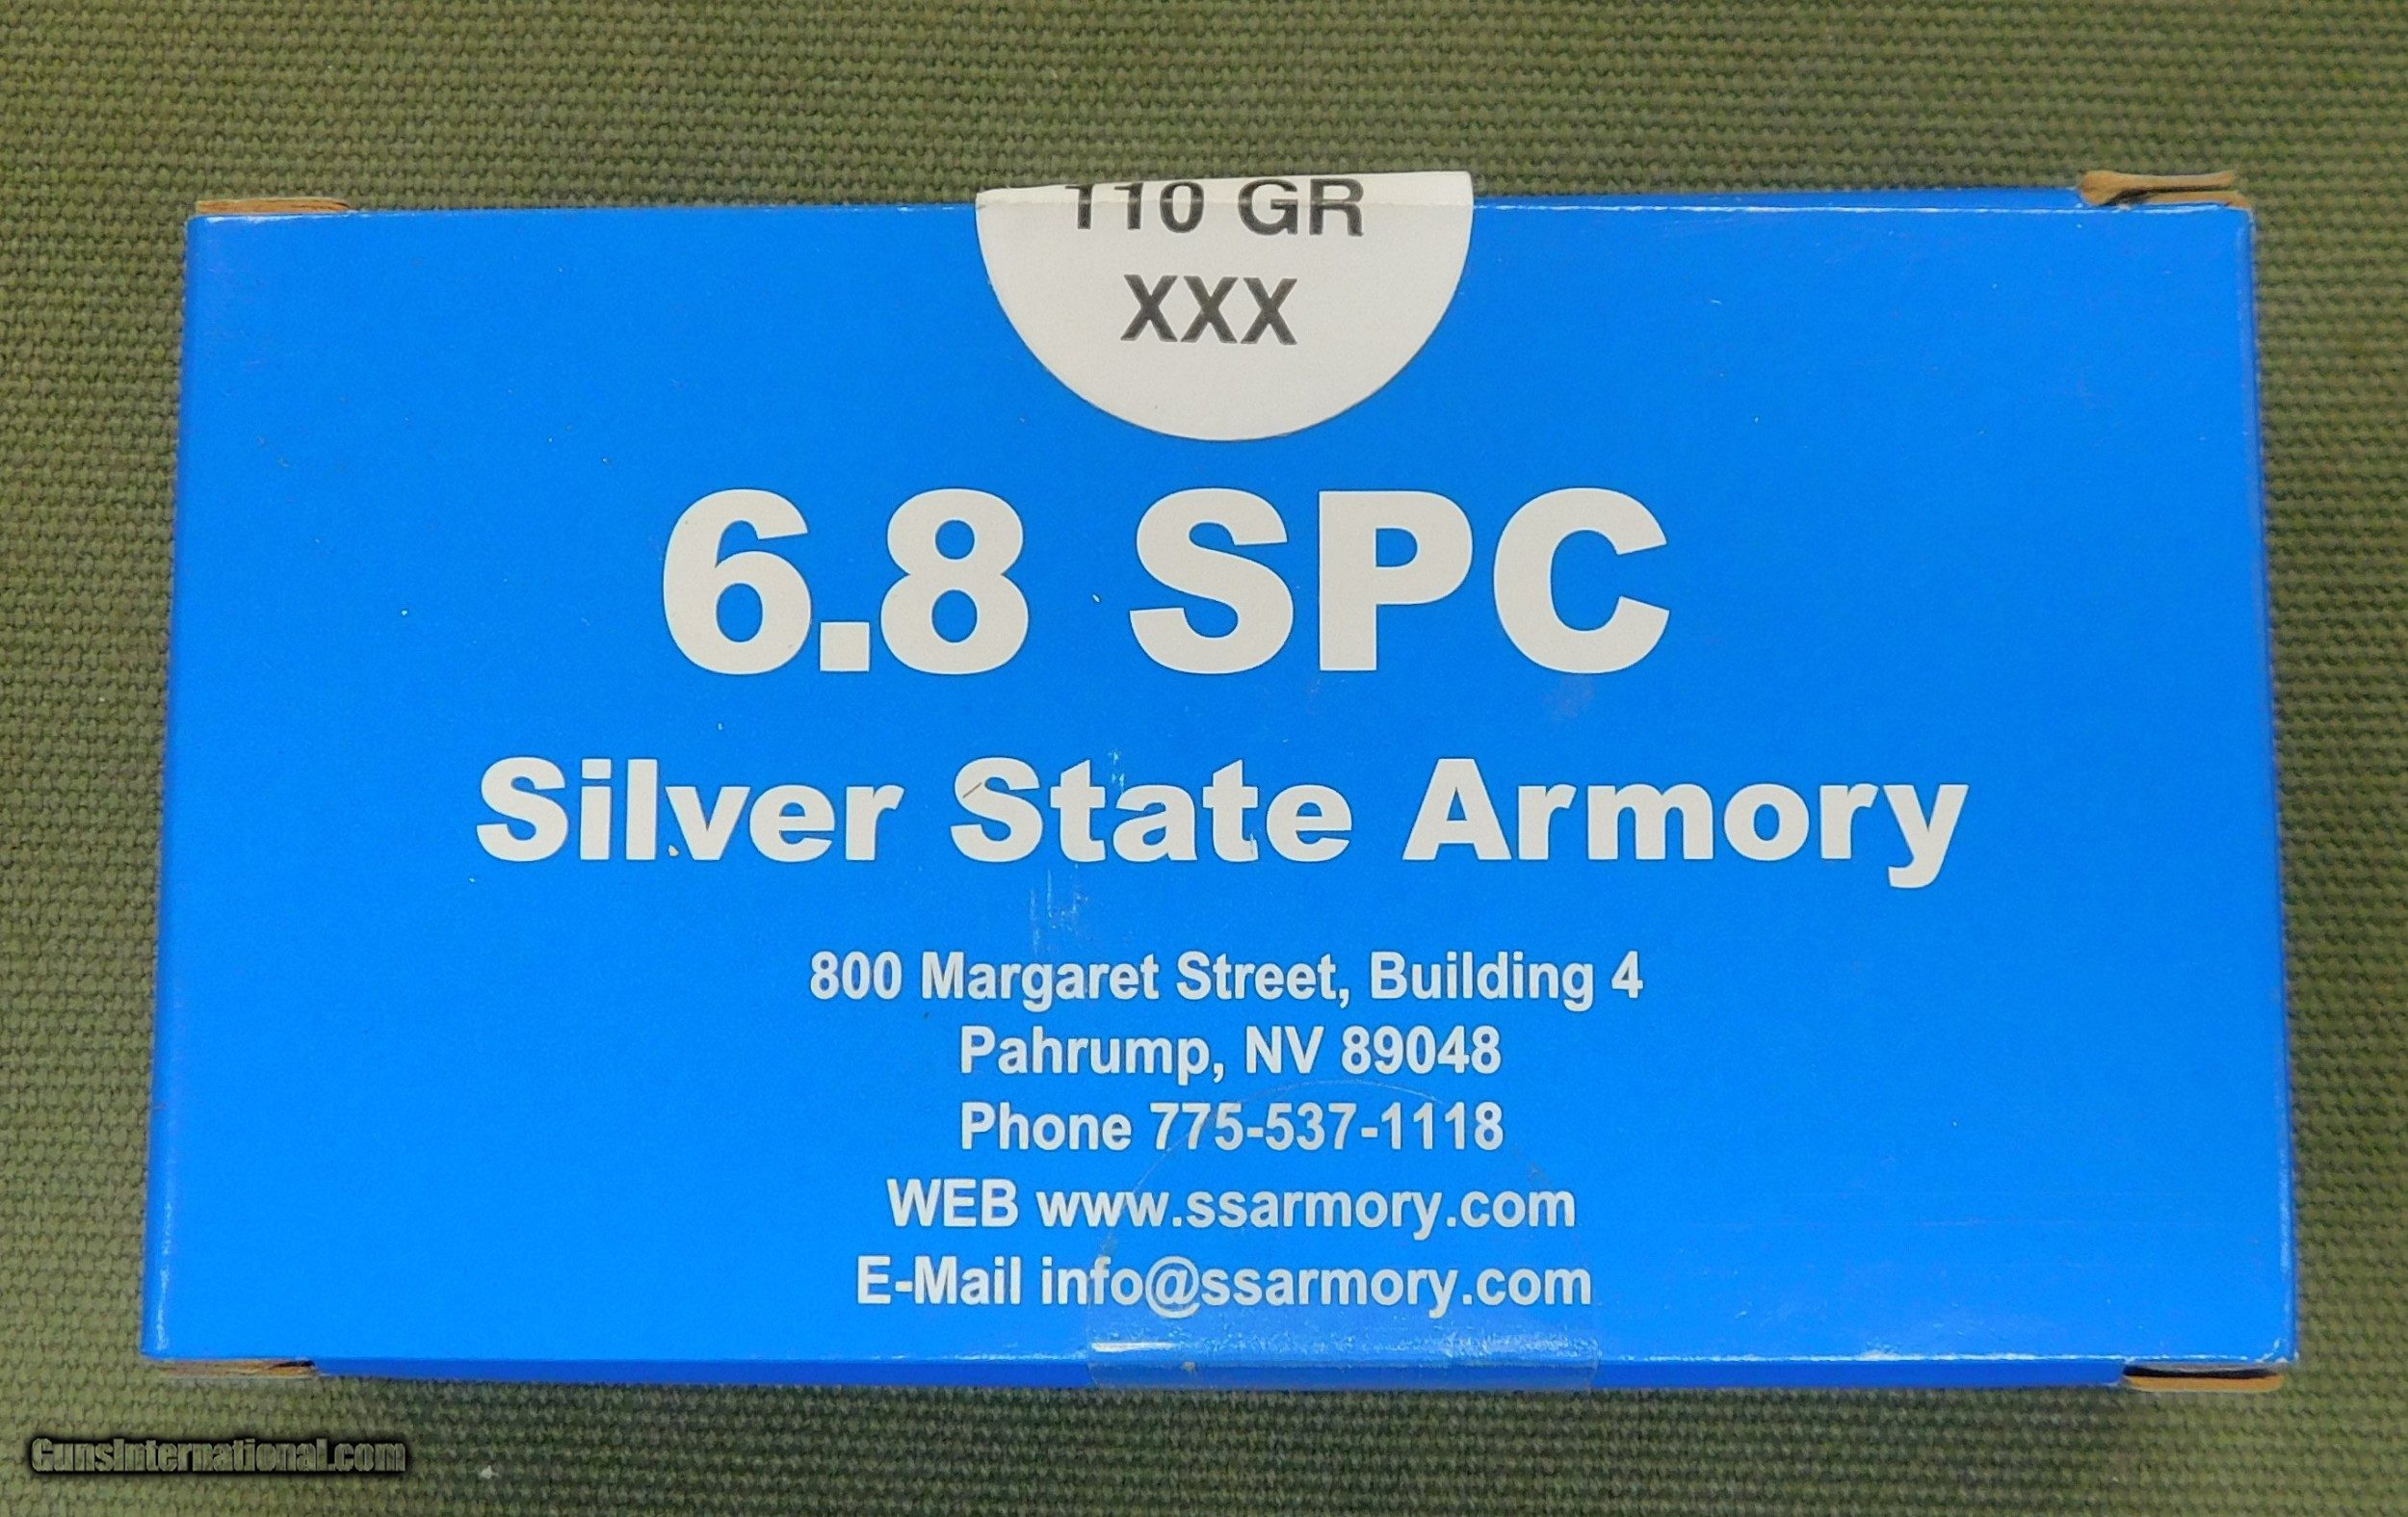 110 GR
XXX
6.8 SPC
Silver State Armory
800 Margaret Street, Building 4
Pahrump, NV 89048
Phone 775-537-1118
WEB www.ssarmory.com
E-Mail info@ssarmory.com
GunsInternational.com